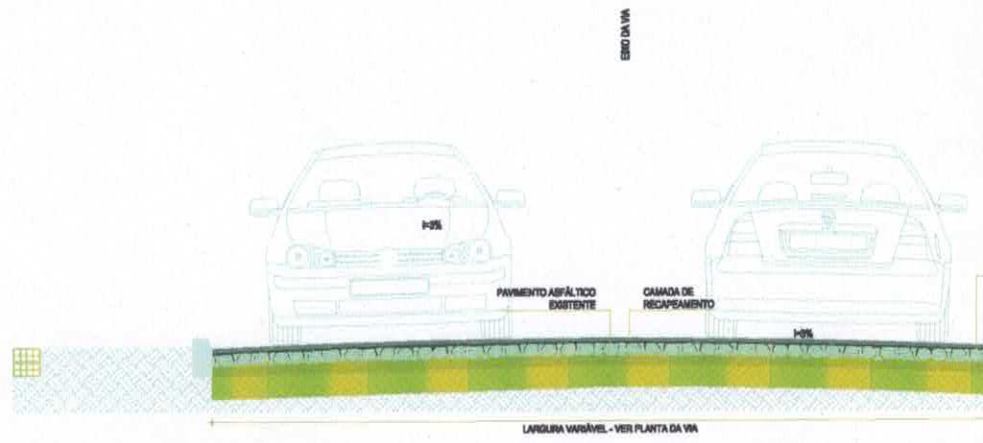 EIXO DA VIA
i=3%
PAVIMENTO ASFÁLTICO
EXISTENTE
CAMADA DE
RECAPEAMENTO
i=3%
LARGURA VARIÁVEL - VER PLANTA DA VIA